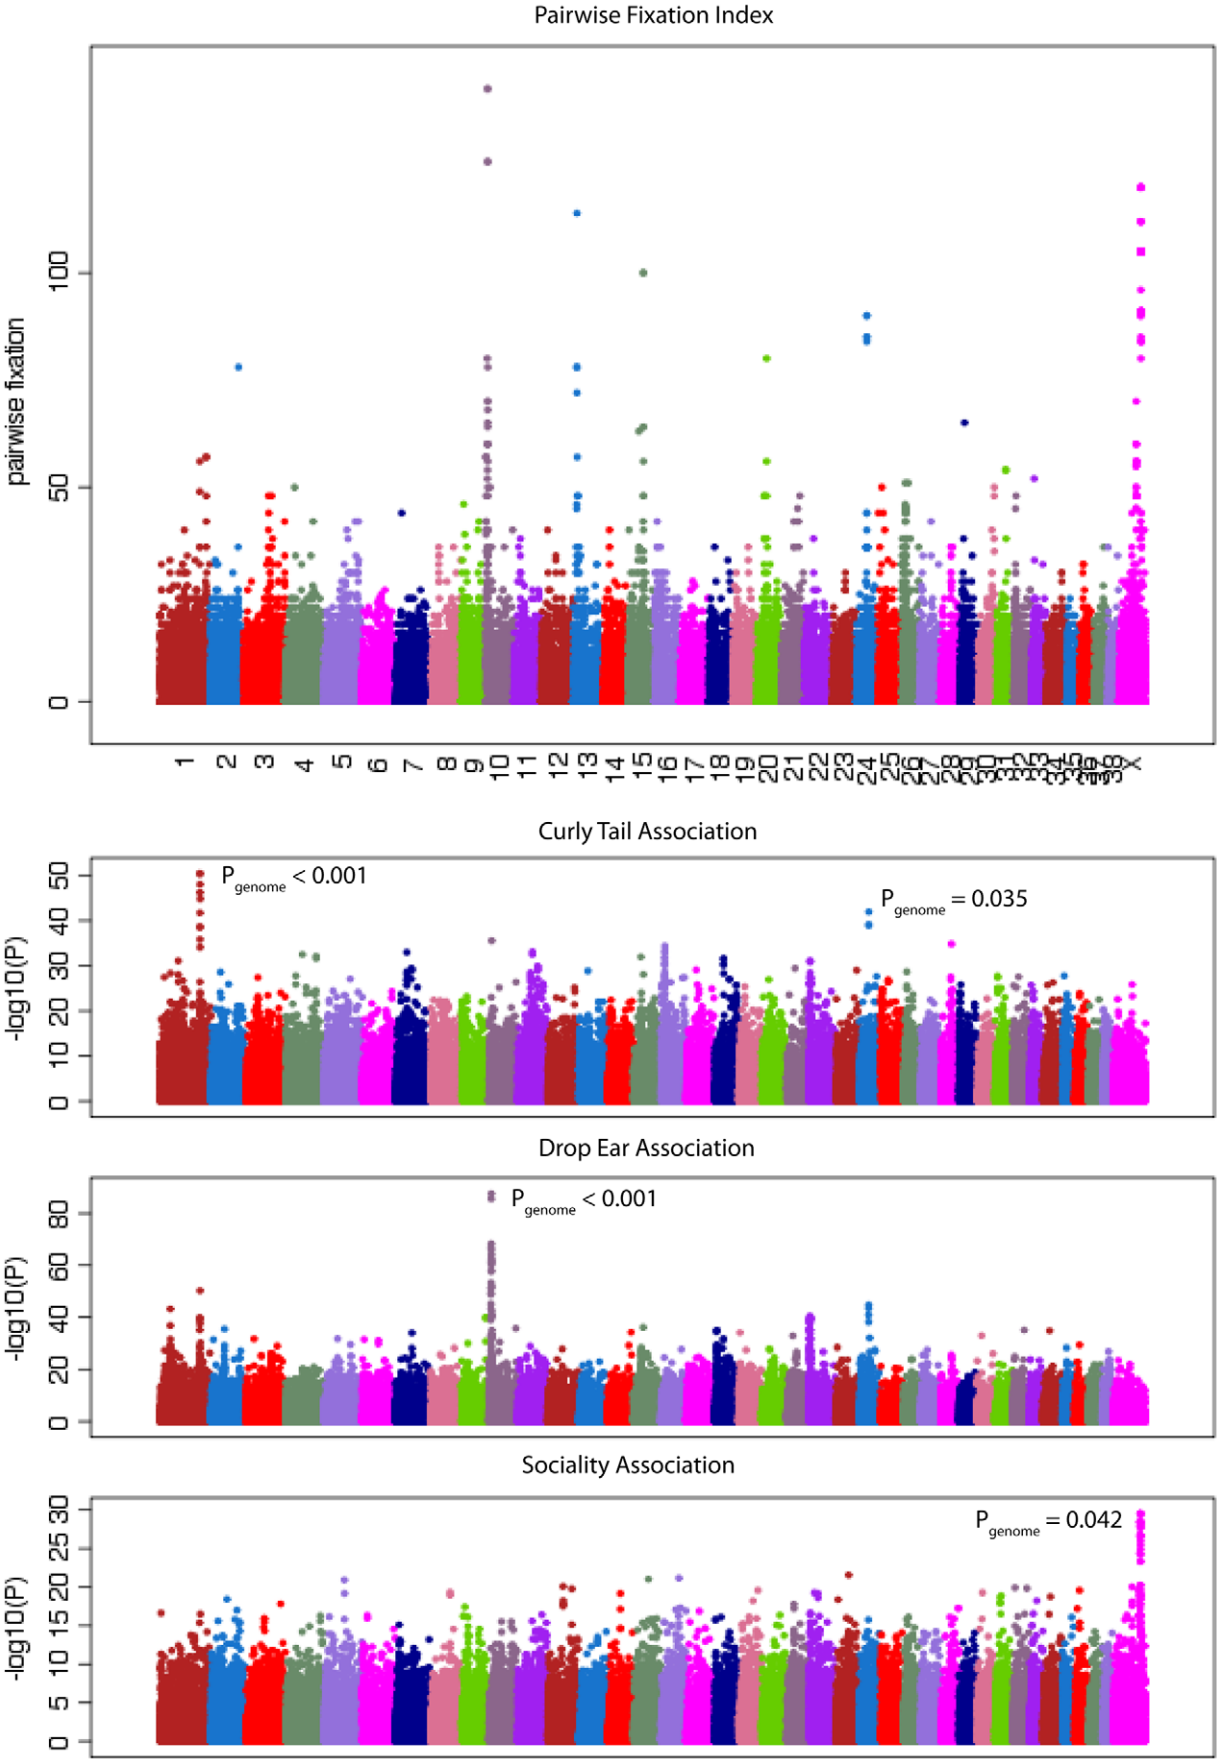 Pairwise Fixation Index
pairwise fixation
100
50
0
1 2 3 4 5 6 7 8 9 10 11 12 13 14 15 16 17 18 19 20 21 22 23 24 25 26 27 28 29 30 31 32 33 34 35 36 38 X
Curly Tail Association
-log10(P)
50
40
30
20
10
0
Pgenome < 0.001
Pgenome = 0.035
Drop Ear Association
-log10(P)
80
60
40
20
0
Pgenome < 0.001
Sociality Association
-log10(P)
30
25
20
15
10
5
0
Pgenome = 0.042